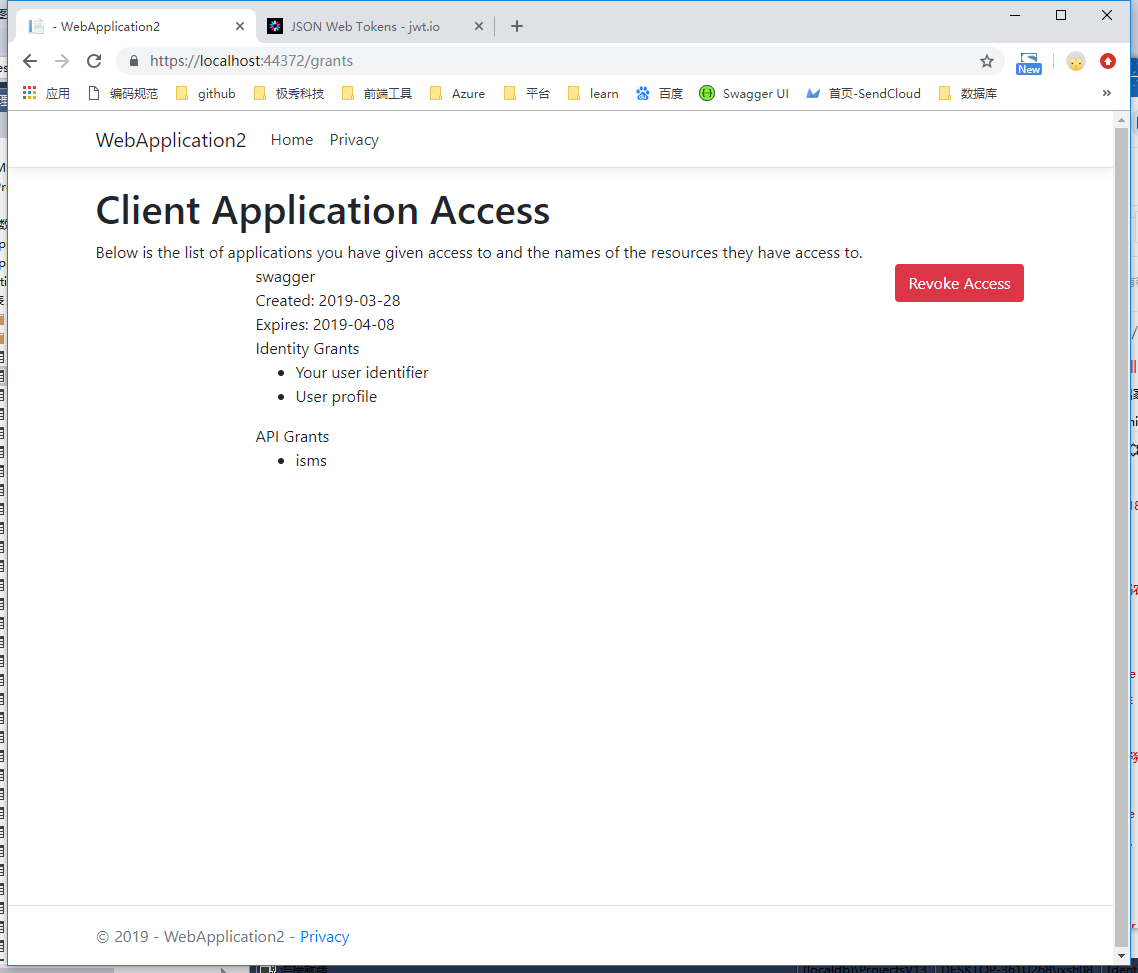 - WebApplication2
JSON Web Tokens - jwt.io
https://localhost:44372/grants
New
应用 编码规范 github 极秀科技 前端工具 Azure 平台 learn 百度 Swagger UI 首页-SendCloud 数据库 »
WebApplication2 Home Privacy
Client Application Access
Below is the list of applications you have given access to and the names of the resources they have access to.
swagger
Revoke Access
Created: 2019-03-28
Expires: 2019-04-08
Identity Grants
• Your user identifier
• User profile
API Grants
• isms
© 2019 - WebApplication2 - Privacy